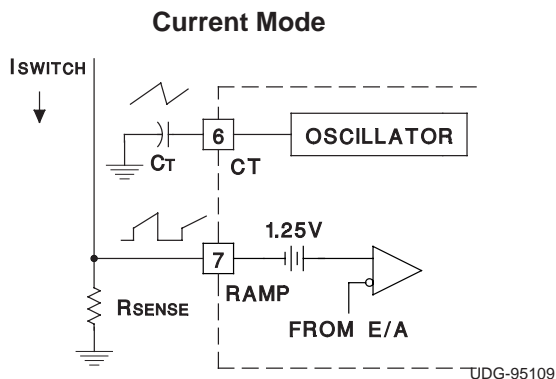 Current Mode
ISWITCH
6
OSCILLATOR
CT
CT
1.25V
7
RAMP
RSENSE
FROM E/A
UDG-95109